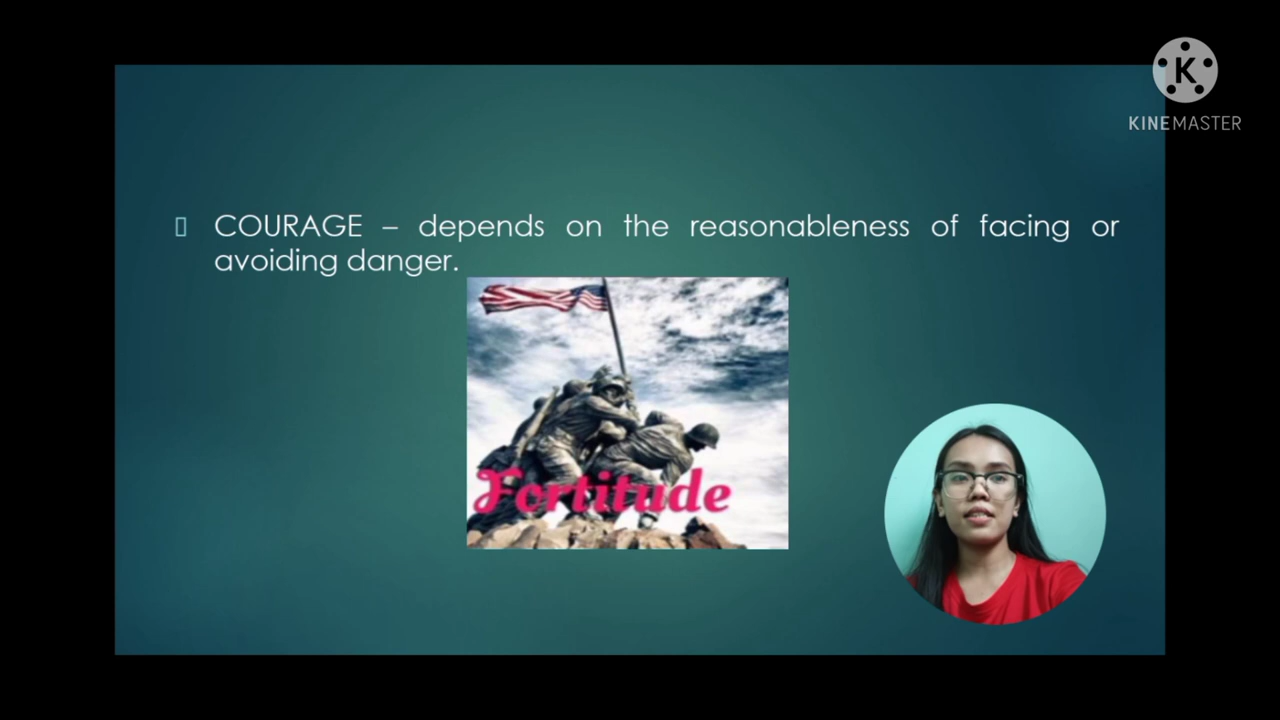 KINEMASTER
COURAGE – depends on the reasonableness of facing or
avoiding danger.
Fortitude